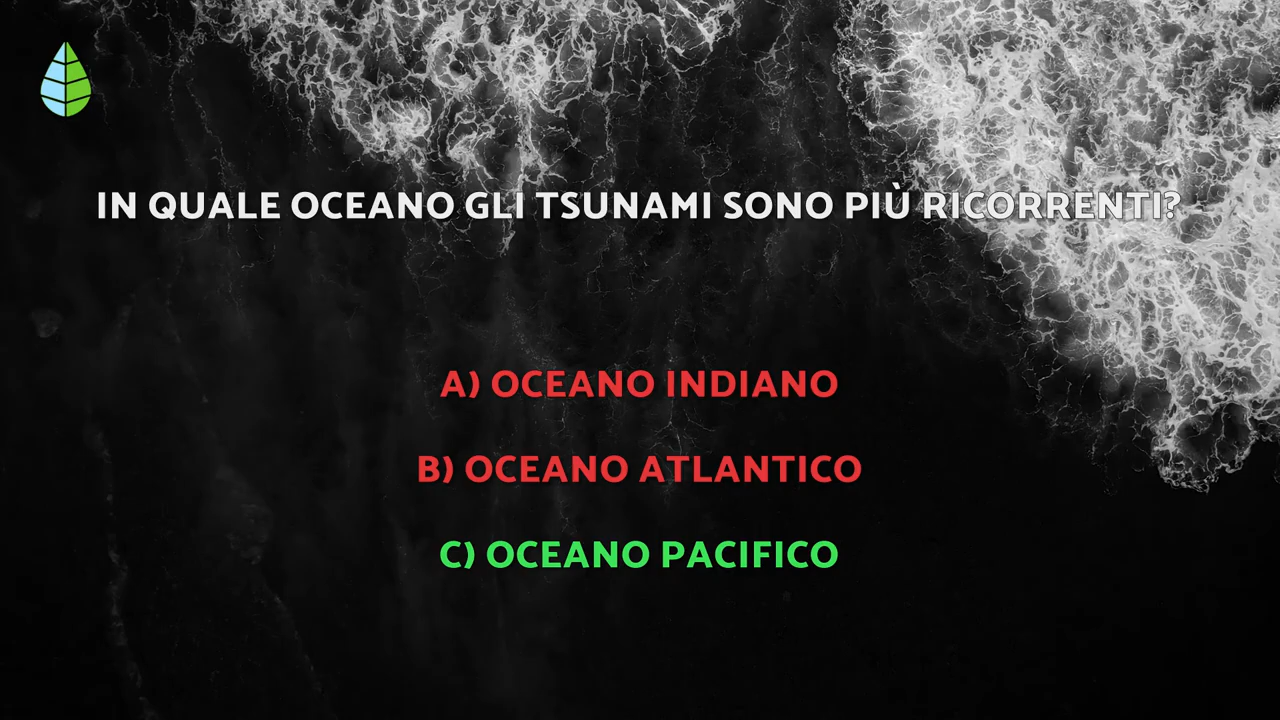 IN QUALE OCEANO GLI TSUNAMI SONO PIÙ RICORRENTI?
A) OCEANO INDIANO
B) OCEANO ATLANTICO
C) OCEANO PACIFICO